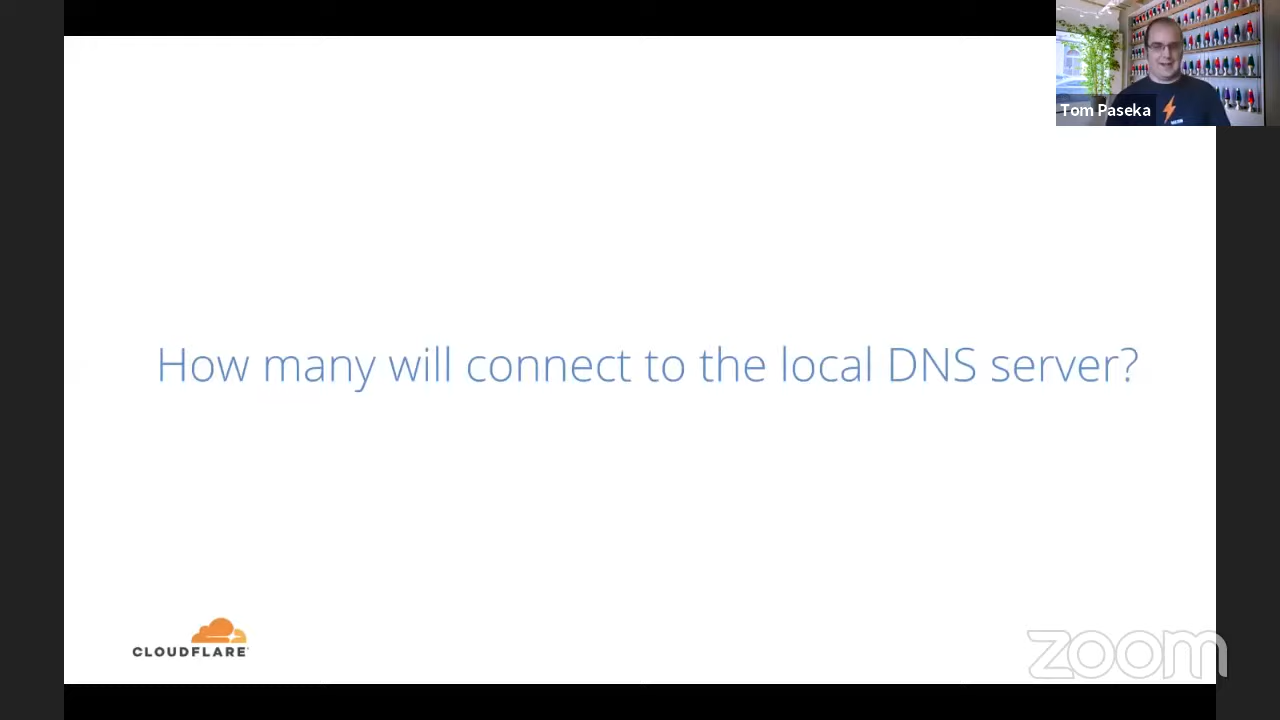 Tom Paseka
How many will connect to the local DNS server?
CLOUDFLARE
zoom